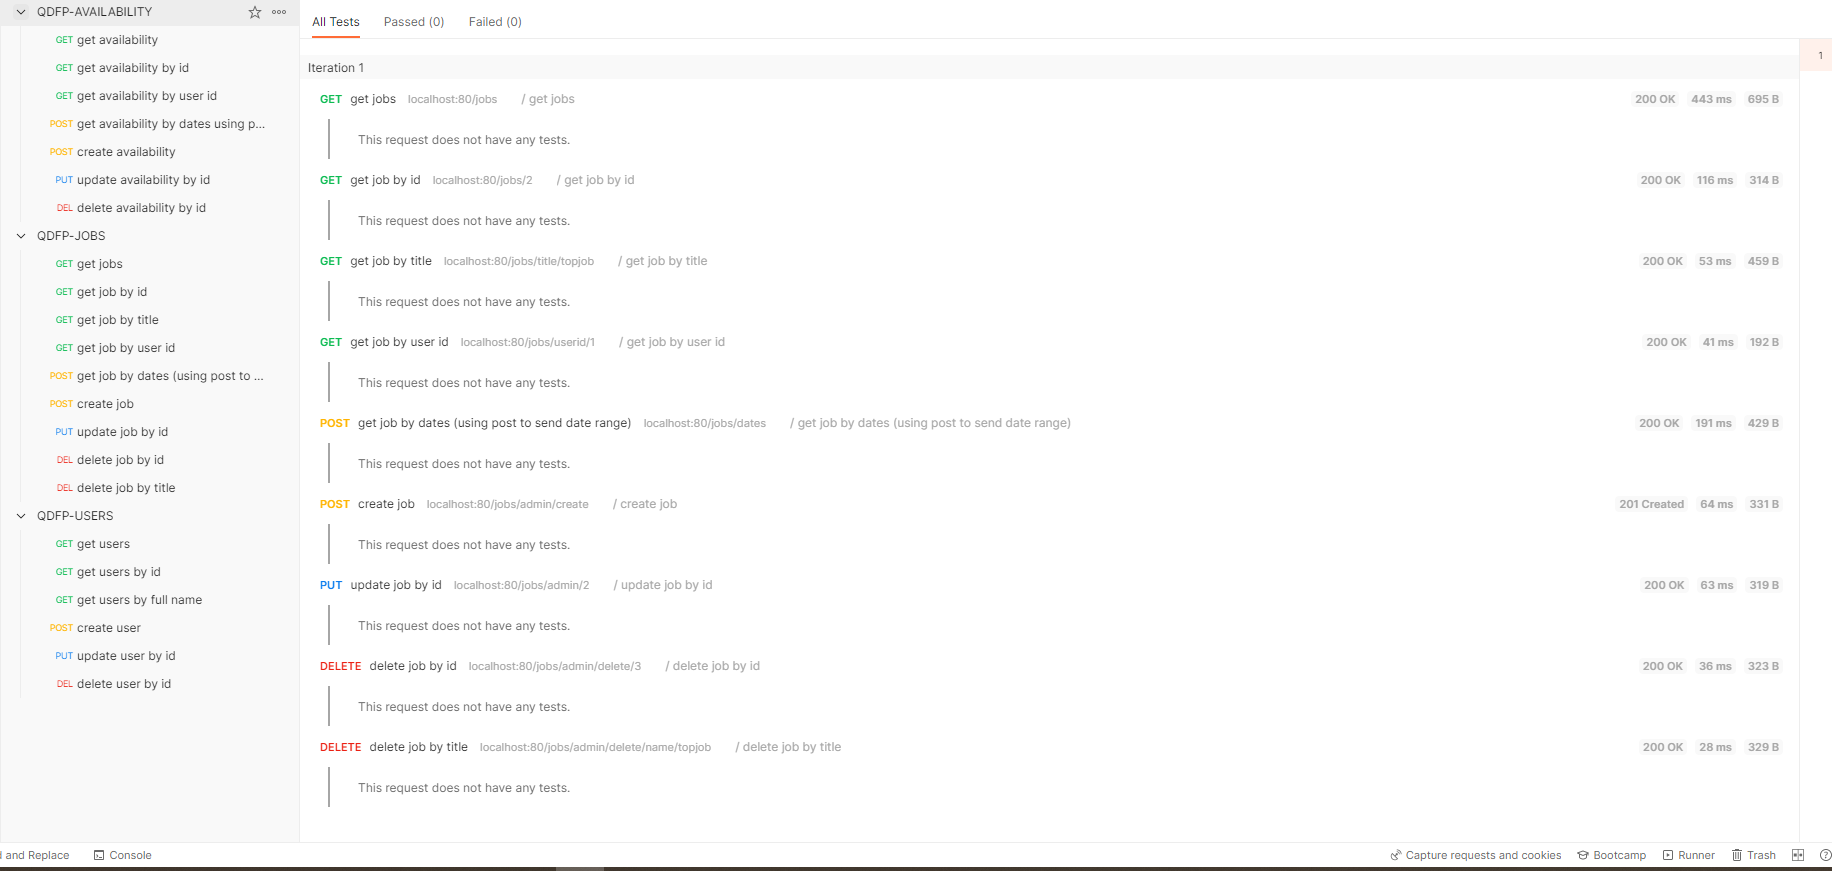 QDFP-AVAILABILITY
GET get availability
GET get availability by id
GET get availability by user id
POST get availability by dates using p...
POST create availability
PUT update availability by id
DEL delete availability by id
QDFP-JOBS
GET get jobs
GET get job by id
GET get job by title
GET get job by user id
POST get job by dates (using post to ...
POST create job
PUT update job by id
DEL delete job by id
DEL delete job by title
QDFP-USERS
GET get users
GET get users by id
GET get users by full name
POST create user
PUT update user by id
DEL delete user by id
All Tests Passed (0) Failed (0)
1
Iteration 1
GET get jobs localhost:80/jobs / get jobs 200 OK 443 ms 695 B
This request does not have any tests.
GET get job by id localhost:80/jobs/2 / get job by id 200 OK 116 ms 314 B
This request does not have any tests.
GET get job by title localhost:80/jobs/title/topjob / get job by title 200 OK 53 ms 459 B
This request does not have any tests.
GET get job by user id localhost:80/jobs/userid/1 / get job by user id 200 OK 41 ms 192 B
This request does not have any tests.
POST get job by dates (using post to send date range) localhost:80/jobs/dates / get job by dates (using post to send date range) 200 OK 191 ms 429 B
This request does not have any tests.
POST create job localhost:80/jobs/admin/create / create job 201 Created 64 ms 331 B
This request does not have any tests.
PUT update job by id localhost:80/jobs/admin/2 / update job by id 200 OK 63 ms 319 B
This request does not have any tests.
DELETE delete job by id localhost:80/jobs/admin/delete/3 / delete job by id 200 OK 36 ms 323 B
This request does not have any tests.
DELETE delete job by title localhost:80/jobs/admin/delete/name/topjob / delete job by title 200 OK 28 ms 329 B
This request does not have any tests.
and Replace Console Capture requests and cookies Bootcamp Runner Trash